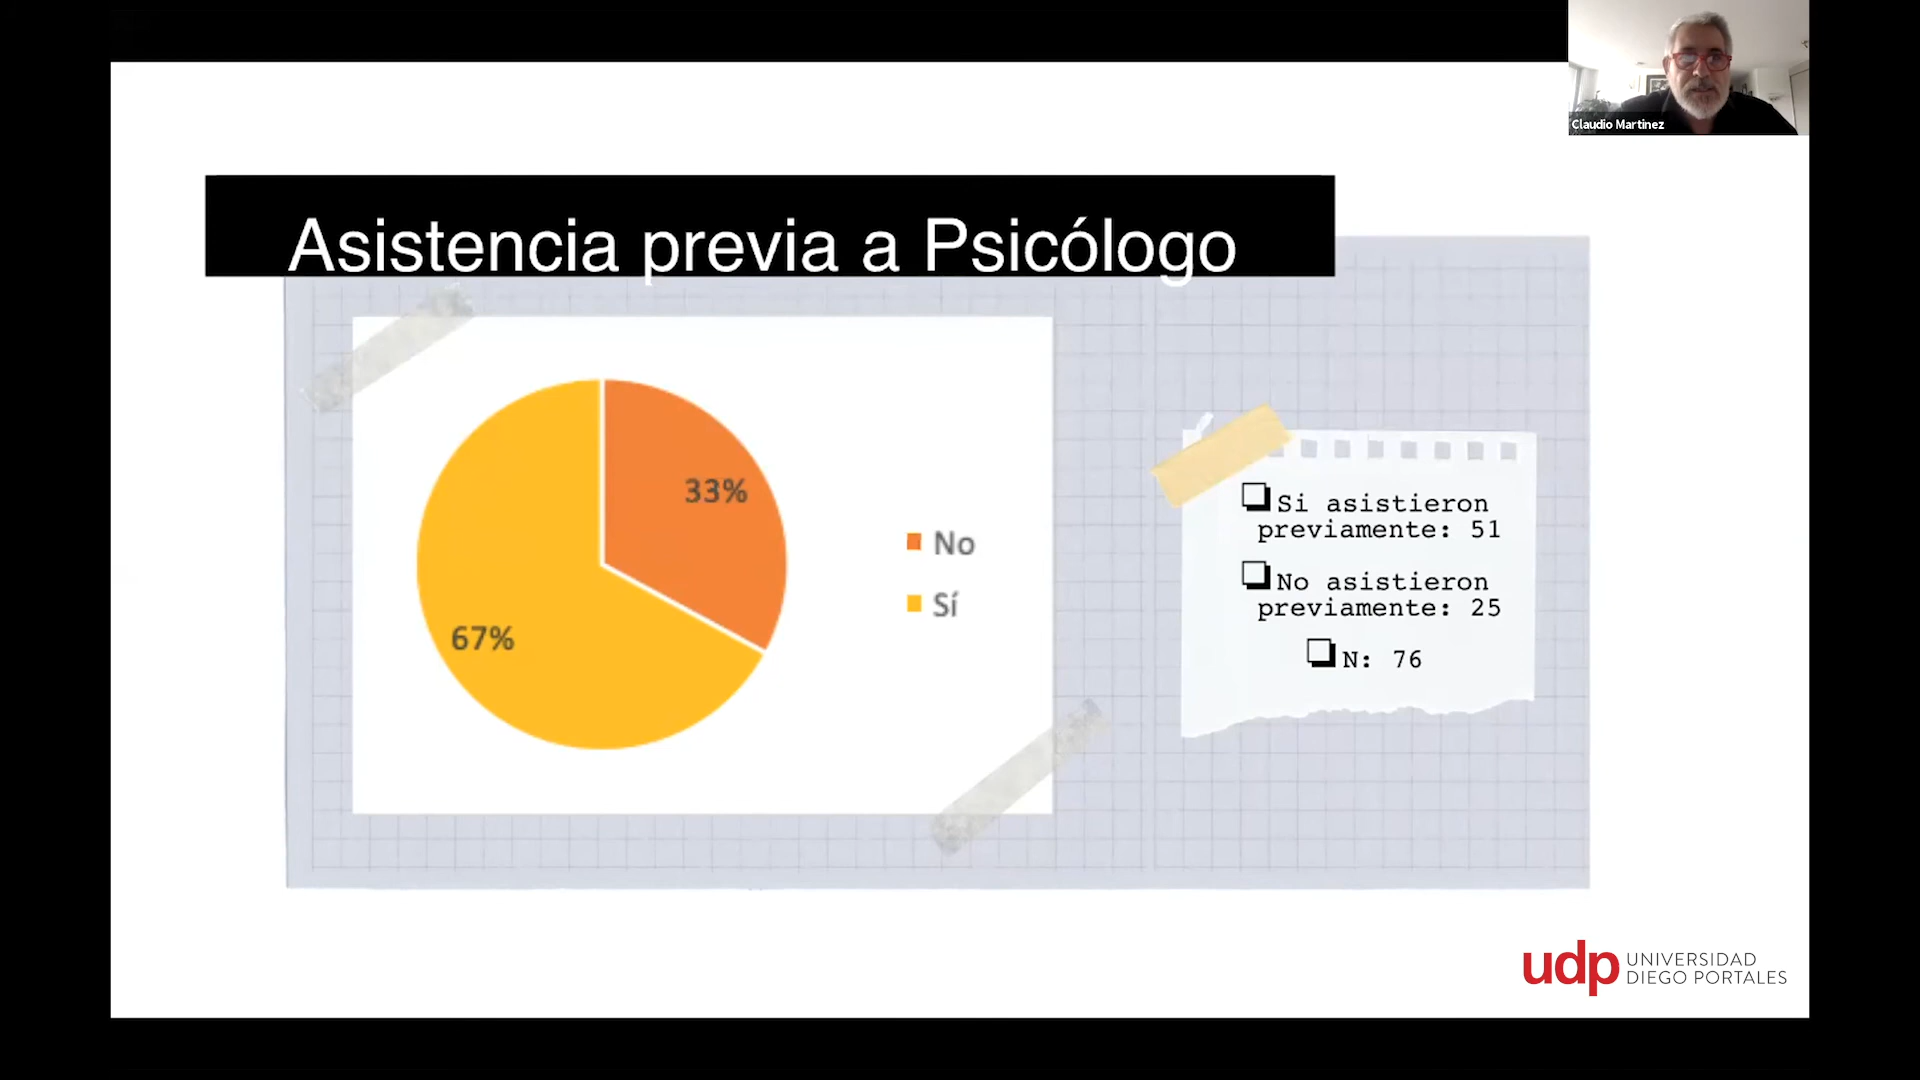 Claudio Martinez
Asistencia previa a Psicólogo
33%
67%
No
Sí
Si asistieron
previamente: 51
No asistieron
previamente: 25
N: 76
udp
UNIVERSIDAD
DIEGO PORTALES